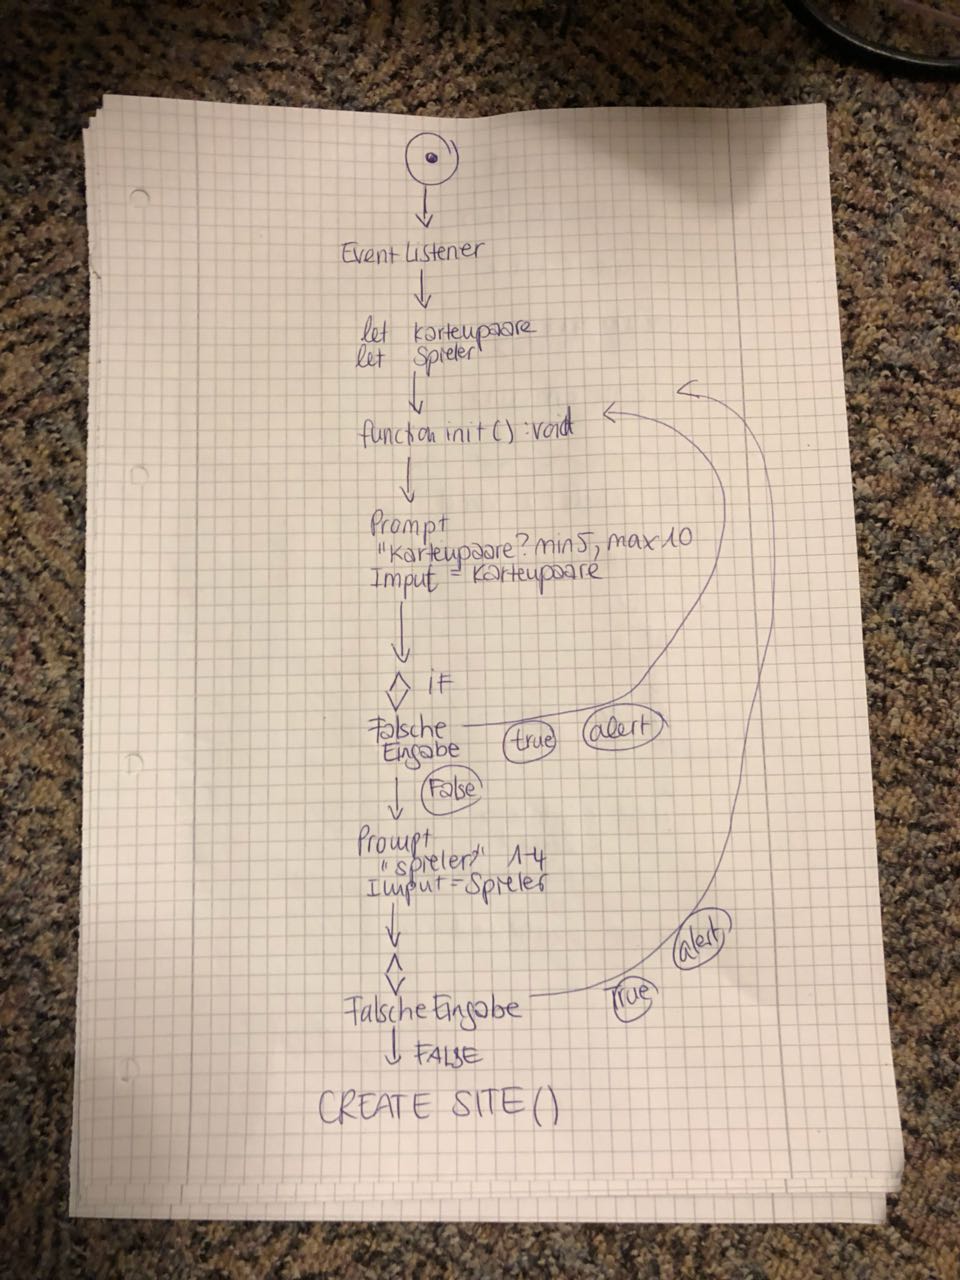 Event Listener
let Kartenpaare
let Spieler
function init() : void
Prompt
"Kartenpaare? min5, max 10
Imput = Kartenpaare
iF
Falsche
Eingabe
true
alert
False
Prompt
"Spieler" 1-4
Imput = Spieler
alert
True
Falsche Eingabe
FALSE
CREATE SITE()